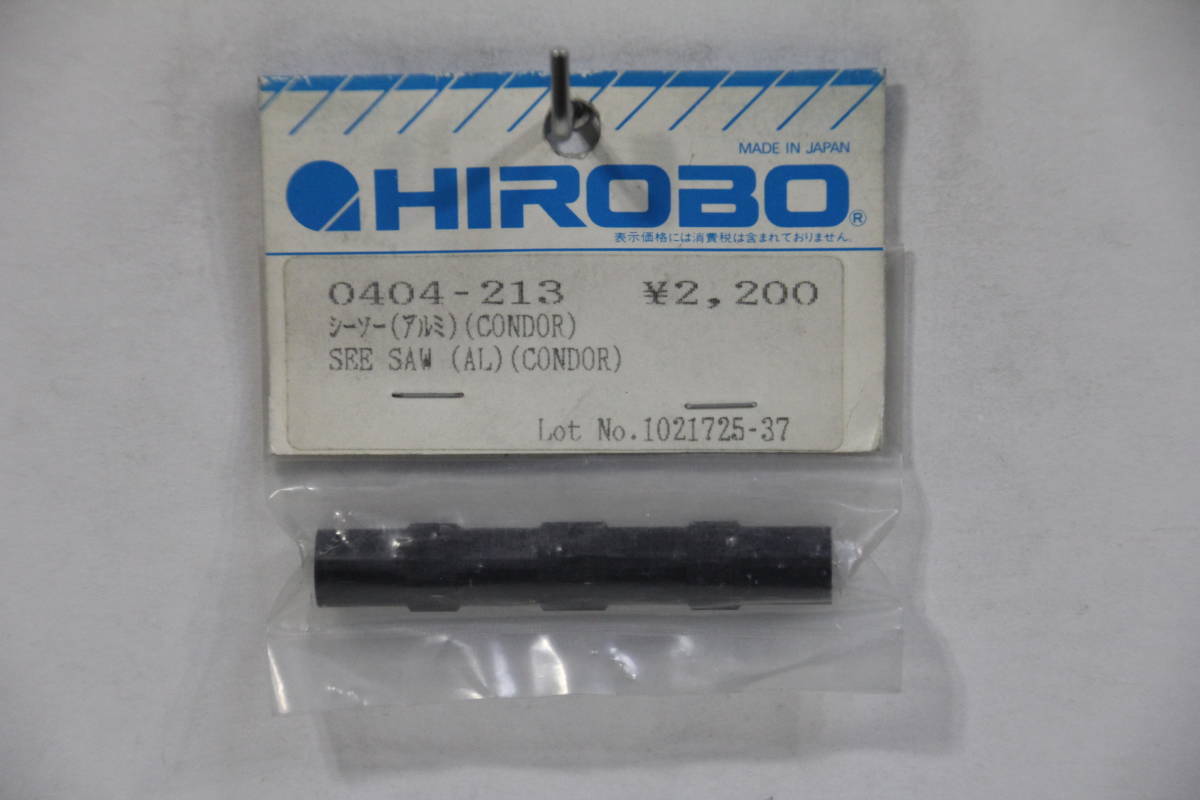 MADE IN JAPAN
HIROBO®
表示価格には消費税は含まれておりません。
0404-213 ¥2,200
シーソー(アルミ)(CONDOR)
SEE SAW (AL)(CONDOR)
Lot No.1021725-37